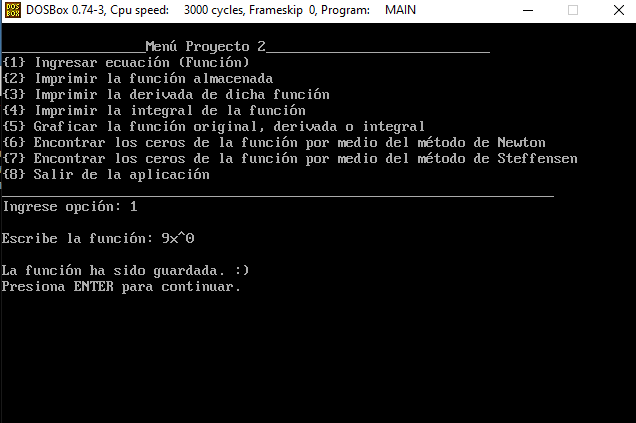 DOSBox 0.74-3, Cpu speed: 3000 cycles, Frameskip 0, Program: MAIN
DOS BOX
__________________Menú Proyecto 2____________________________
{1} Ingresar ecuación (Función)
{2} Imprimir la función almacenada
{3} Imprimir la derivada de dicha función
{4} Imprimir la integral de la función
{5} Graficar la función original, derivada o integral
{6} Encontrar los ceros de la función por medio del método de Newton
{7} Encontrar los ceros de la función por medio del método de Steffensen
{8} Salir de la aplicación
_____________________________________________________________________
Ingrese opción: 1
Escribe la función: 9x^0
La función ha sido guardada. :)
Presiona ENTER para continuar.